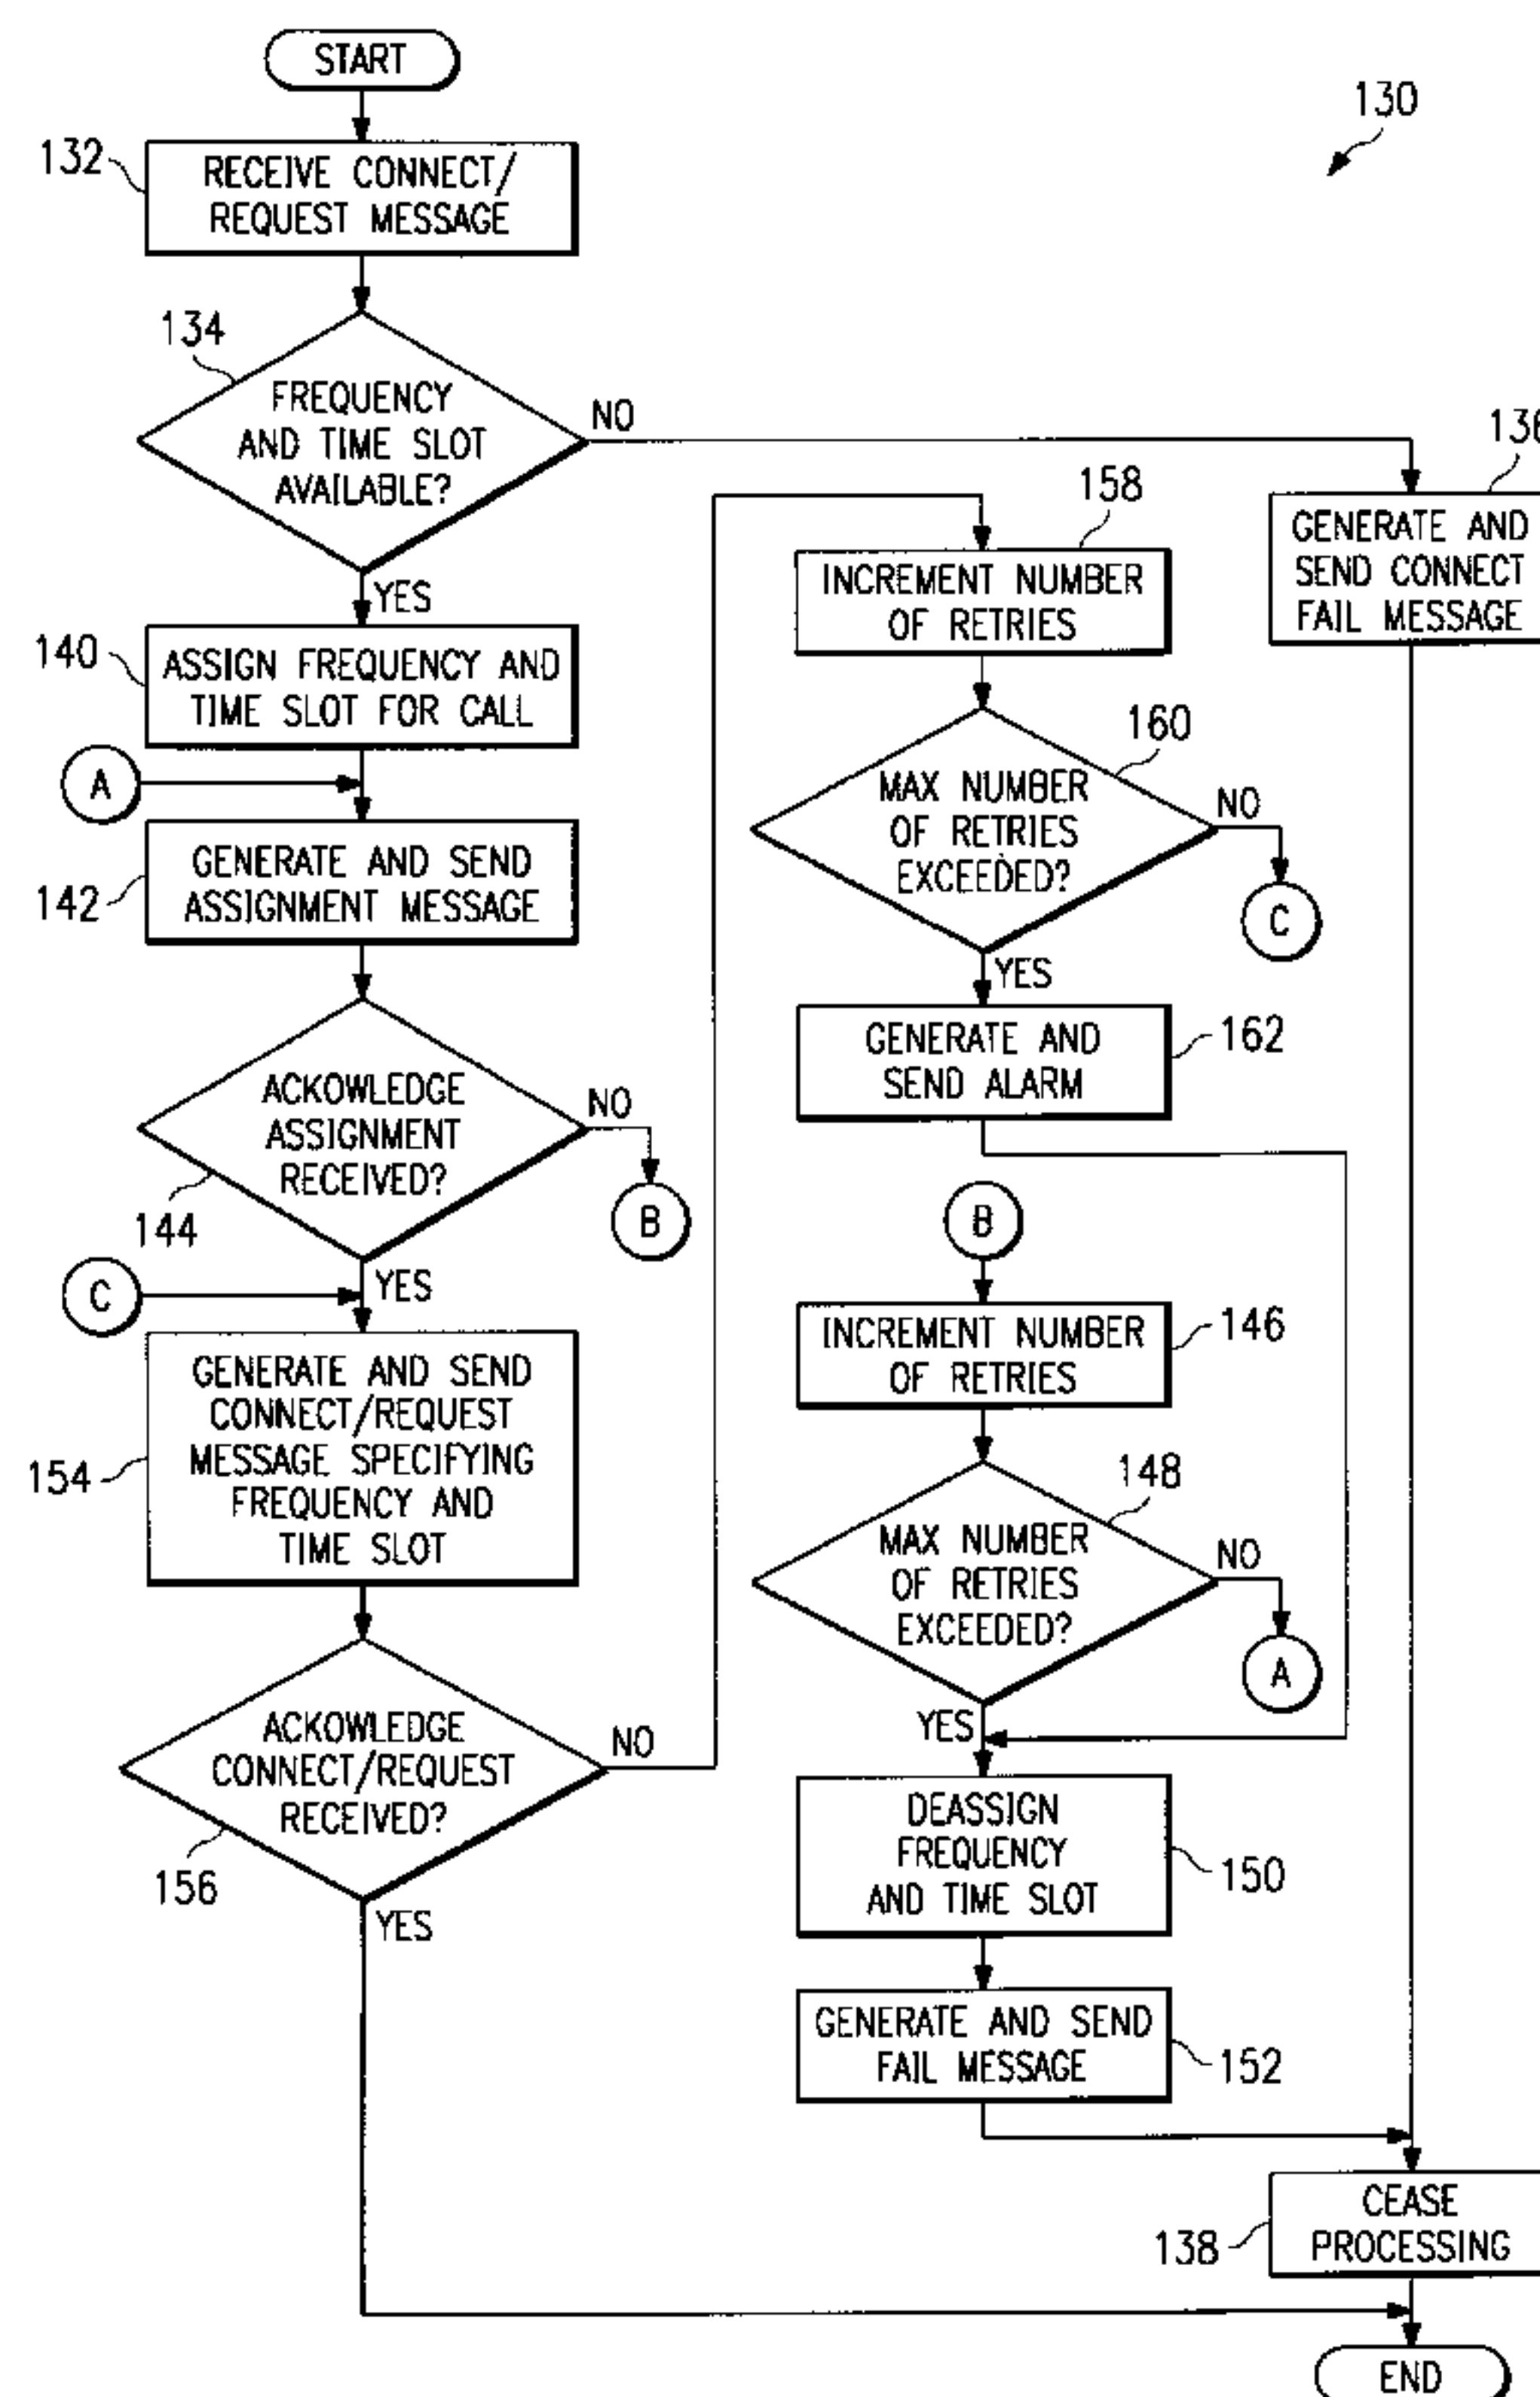 START
130
132
RECEIVE CONNECT/
REQUEST MESSAGE
134
FREQUENCY
AND TIME SLOT
AVAILABLE?
NO
YES
136
GENERATE AND
SEND CONNECT
FAIL MESSAGE
140
ASSIGN FREQUENCY AND
TIME SLOT FOR CALL
A
142
GENERATE AND SEND
ASSIGNMENT MESSAGE
ACKOWLEDGE
ASSIGNMENT
RECEIVED?
144
NO
B
YES
C
154
GENERATE AND SEND
CONNECT/REQUEST
MESSAGE SPECIFYING
FREQUENCY AND
TIME SLOT
ACKOWLEDGE
CONNECT/REQUEST
RECEIVED?
156
NO
YES
158
INCREMENT NUMBER
OF RETRIES
160
MAX NUMBER
OF RETRIES
EXCEEDED?
NO
C
YES
GENERATE AND
SEND ALARM
162
B
INCREMENT NUMBER
OF RETRIES
146
148
MAX NUMBER
OF RETRIES
EXCEEDED?
NO
A
YES
DEASSIGN
FREQUENCY
AND TIME SLOT
150
GENERATE AND SEND
FAIL MESSAGE
152
138
CEASE
PROCESSING
END